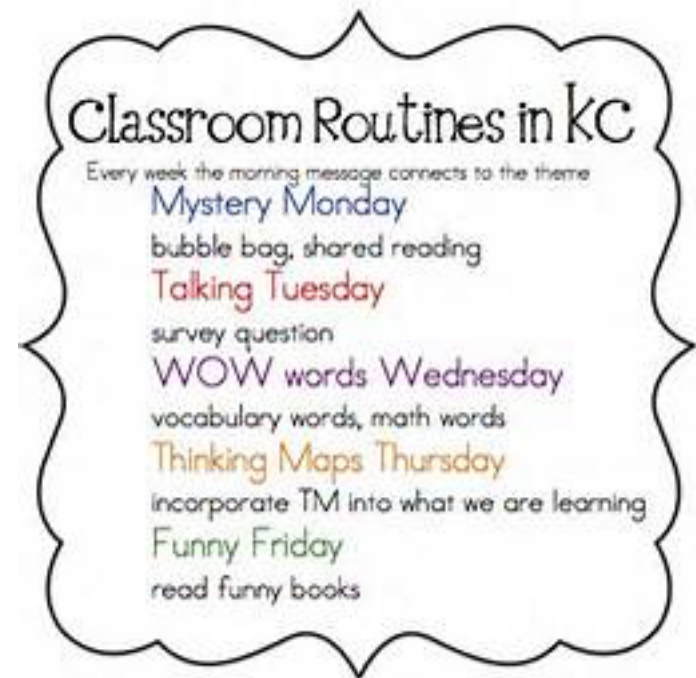 Classroom Routines in KC
Every week the morning message connects to the theme
Mystery Monday
bubble bag, shared reading
Talking Tuesday
survey question
WOW words Wednesday
vocabulary words, math words
Thinking Maps Thursday
incorporate TM into what we are learning
Funny Friday
read funny books